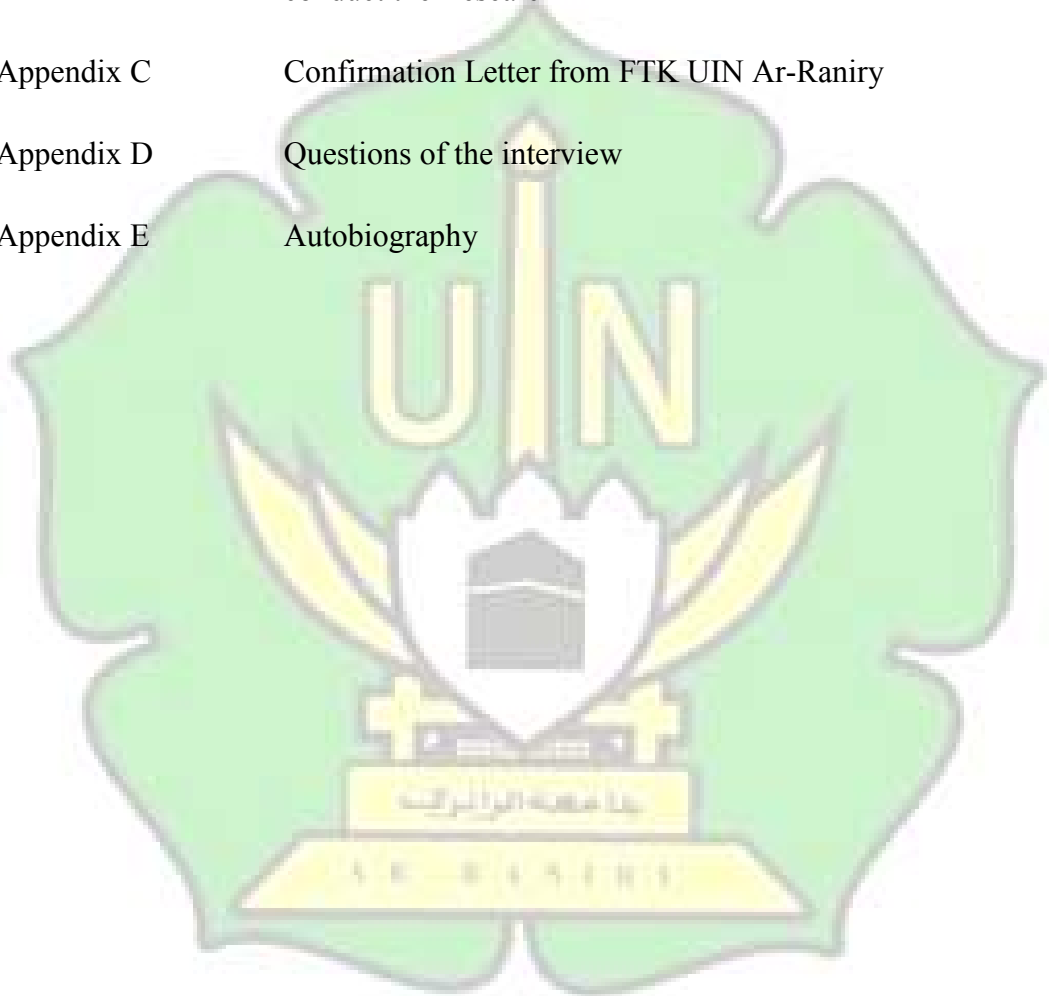 Appendix C Confirmation Letter from FTK UIN Ar-Raniry
Appendix D Questions of the interview
Appendix E Autobiography
UIN